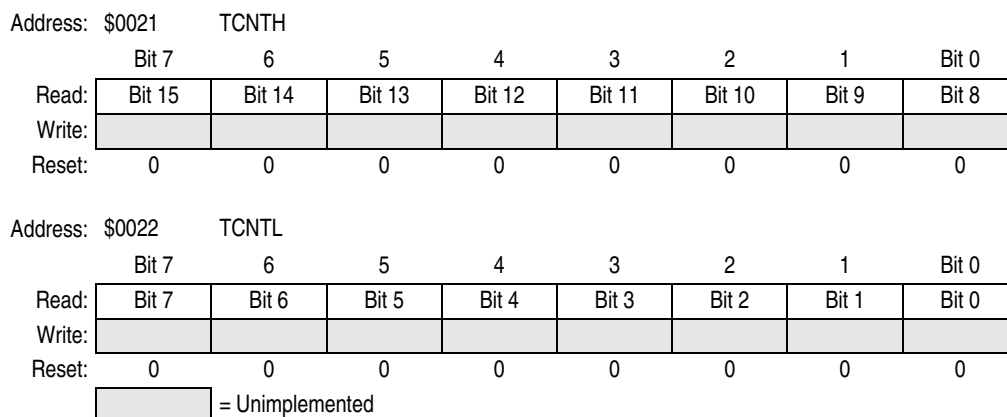 Address: $0021 TCNTH
Bit 7 6 5 4 3 2 1 Bit 0
Read: Bit 15 Bit 14 Bit 13 Bit 12 Bit 11 Bit 10 Bit 9 Bit 8
Write:
Reset: 0 0 0 0 0 0 0 0
Address: $0022 TCNTL
Bit 7 6 5 4 3 2 1 Bit 0
Read: Bit 7 Bit 6 Bit 5 Bit 4 Bit 3 Bit 2 Bit 1 Bit 0
Write:
Reset: 0 0 0 0 0 0 0 0
= Unimplemented